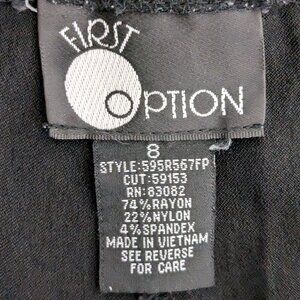 FIRST
OPTION
8
STYLE:595R567FP
CUT:59153
RN:83082
74%RAYON
22%NYLON
4%SPANDEX
MADE IN VIETNAM
SEE REVERSE
FOR CARE